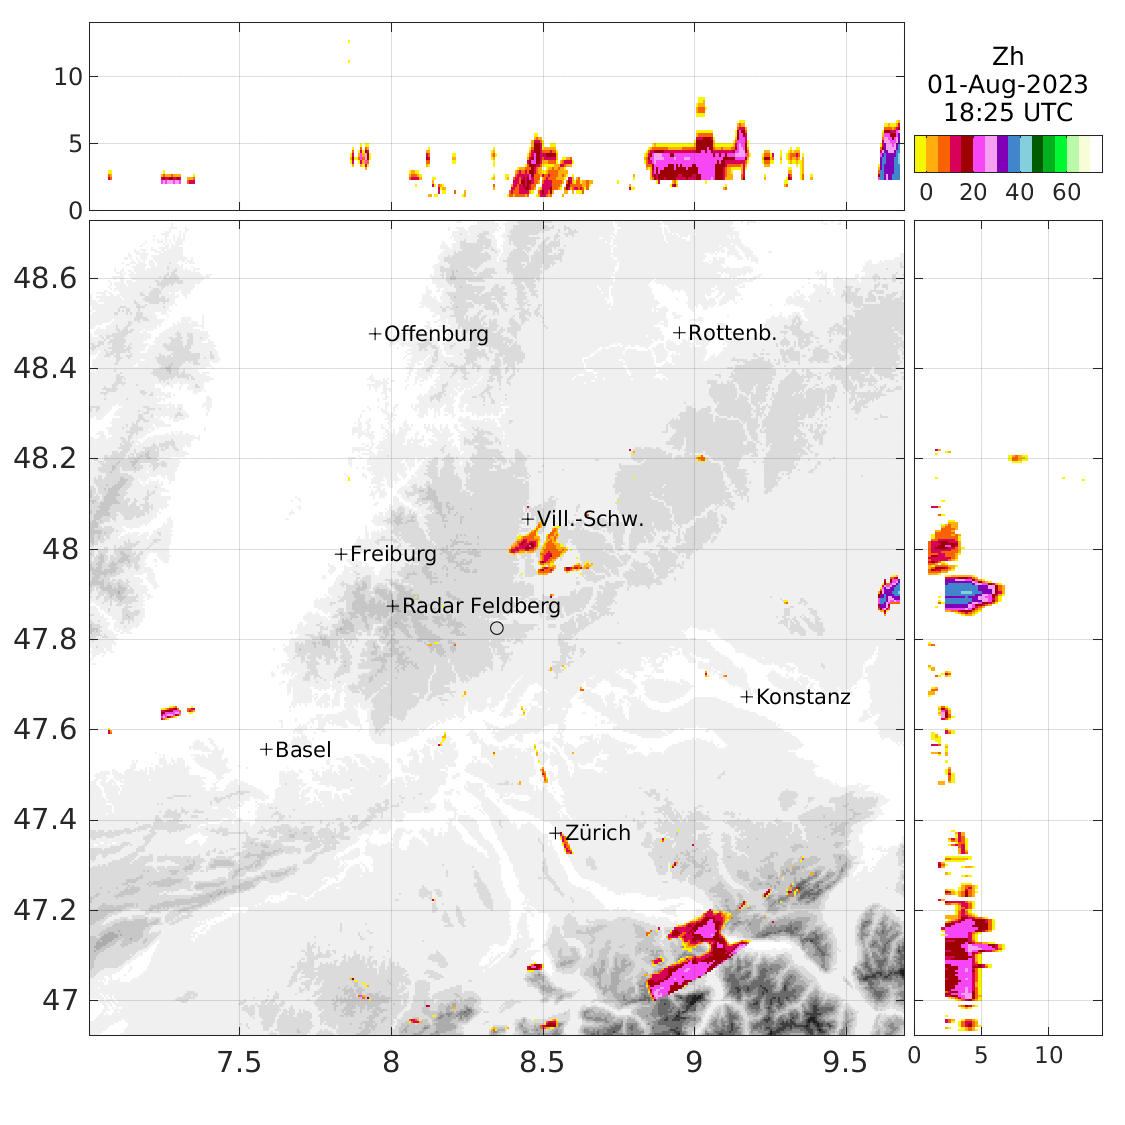 Zh
01-Aug-2023
18:25 UTC
10
5
0
0 20 40 60
48.6
48.4
48.2
48
47.8
47.6
47.4
47.2
47
Offenburg
Rottenb.
Vill.-Schw.
Freiburg
Radar Feldberg
Konstanz
Basel
Zürich
7.5 8 8.5 9 9.5
0 5 10